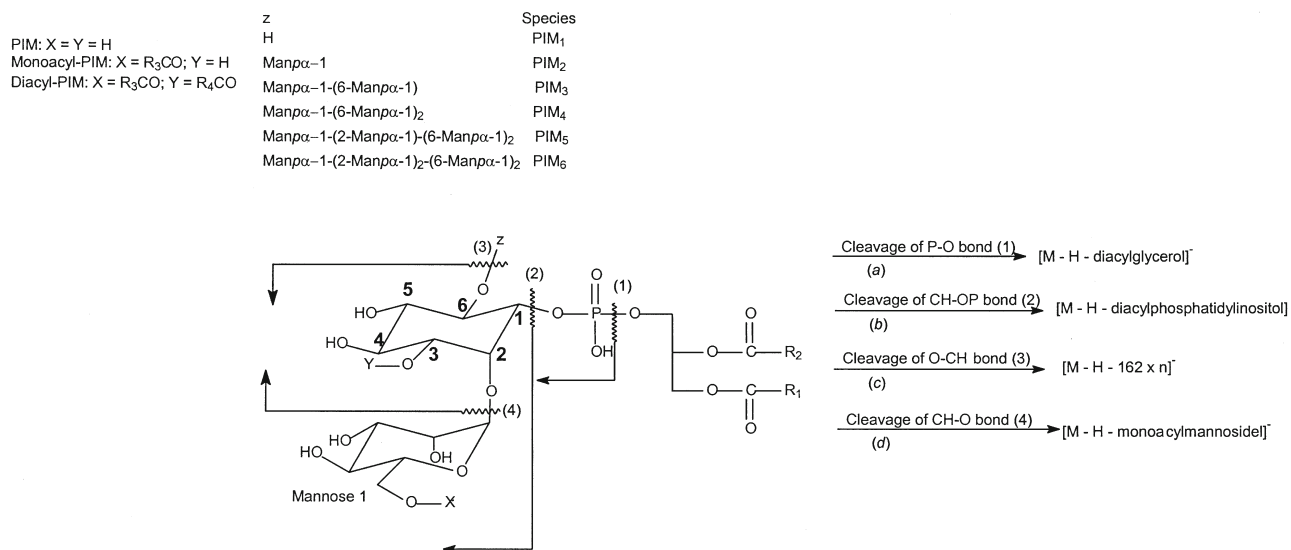 z Species
H PIM₁
PIM: X = Y = H
Monoacyl-PIM: X = R₃CO; Y = H
Diacyl-PIM: X = R₃CO; Y = R₄CO
Manpα−1 PIM₂
Manpα−1-(6-Manpα-1) PIM₃
Manpα−1-(6-Manpα-1)₂ PIM₄
Manpα−1-(2-Manpα-1)-(6-Manpα-1)₂ PIM₅
Manpα−1-(2-Manpα-1)₂-(6-Manpα-1)₂ PIM₆
(3) z
(2)
(1)
O
O
5
6
HO
1
O
P
O
OH
HO
4
3
2
Y
O
O
C
R₂
O
O
C
R₁
O
O
(4)
HO
HO
OH
O
Mannose 1
O
X
Cleavage of P-O bond (1)
(a)
[M - H - diacylglycerol]⁻
Cleavage of CH-OP bond (2)
(b)
[M - H - diacylphosphatidylinositol]
Cleavage of O-CH bond (3)
(c)
[M - H - 162 x n]⁻
Cleavage of CH-O bond (4)
(d)
[M - H - monoacylmannosidel]⁻